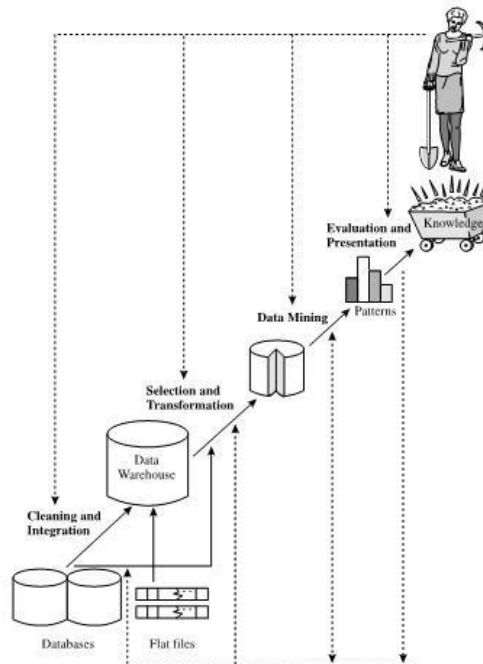 Evaluation and
Presentation
Knowledge
Patterns
Data Mining
Selection and
Transformation
Data
Warehouse
Cleaning and
Integration
Databases
Flat files